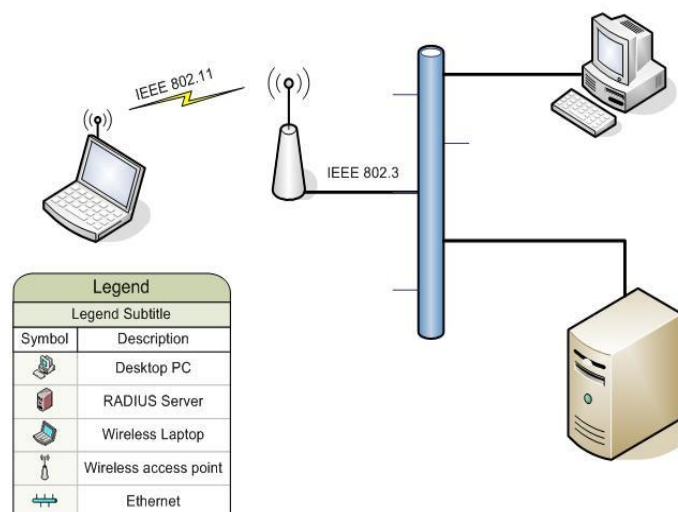 IEEE 802.11
IEEE 802.3
Legend
Legend Subtitle
Symbol Description
Desktop PC
RADIUS Server
Wireless Laptop
Wireless access point
Ethernet